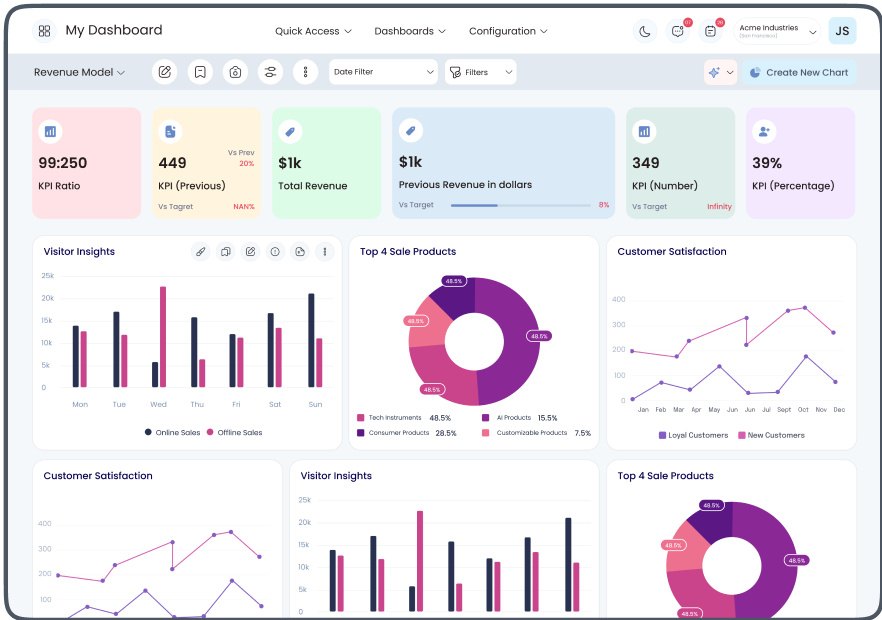 My Dashboard
Quick Access
Dashboards
Configuration
Acme Industries
JS
Revenue Model
Date Filter
Filters
Create New Chart
99:250
KPI Ratio
449
Vs Prev
20%
KPI (Previous)
Vs Tagret
NAN%
$1k
Total Revenue
$1k
Previous Revenue in dollars
Vs Target
8%
349
KPI (Number)
Vs Target
Infinity
39%
KPI (Percentage)
Visitor Insights
25k
20k
15k
10k
5k
0
Mon Tue Wed Thu Fri Sat Sun
Online Sales Offline Sales
Top 4 Sale Products
48.5%
48.5%
48.5%
48.5%
Tech Instruments 48.5% Ai Products 15.5%
Consumer Products 28.5% Customizable Products 7.5%
Customer Satisfaction
400
300
200
100
0
Jan Feb Mar Apr May Jun Jun Jul Sept Oct Nov Dec
Loyal Customers New Customers
Customer Satisfaction
400
300
200
100
Visitor Insights
25k
20k
15k
10k
5k
0
Top 4 Sale Products
48.5%
48.5%
48.5%
48.5%